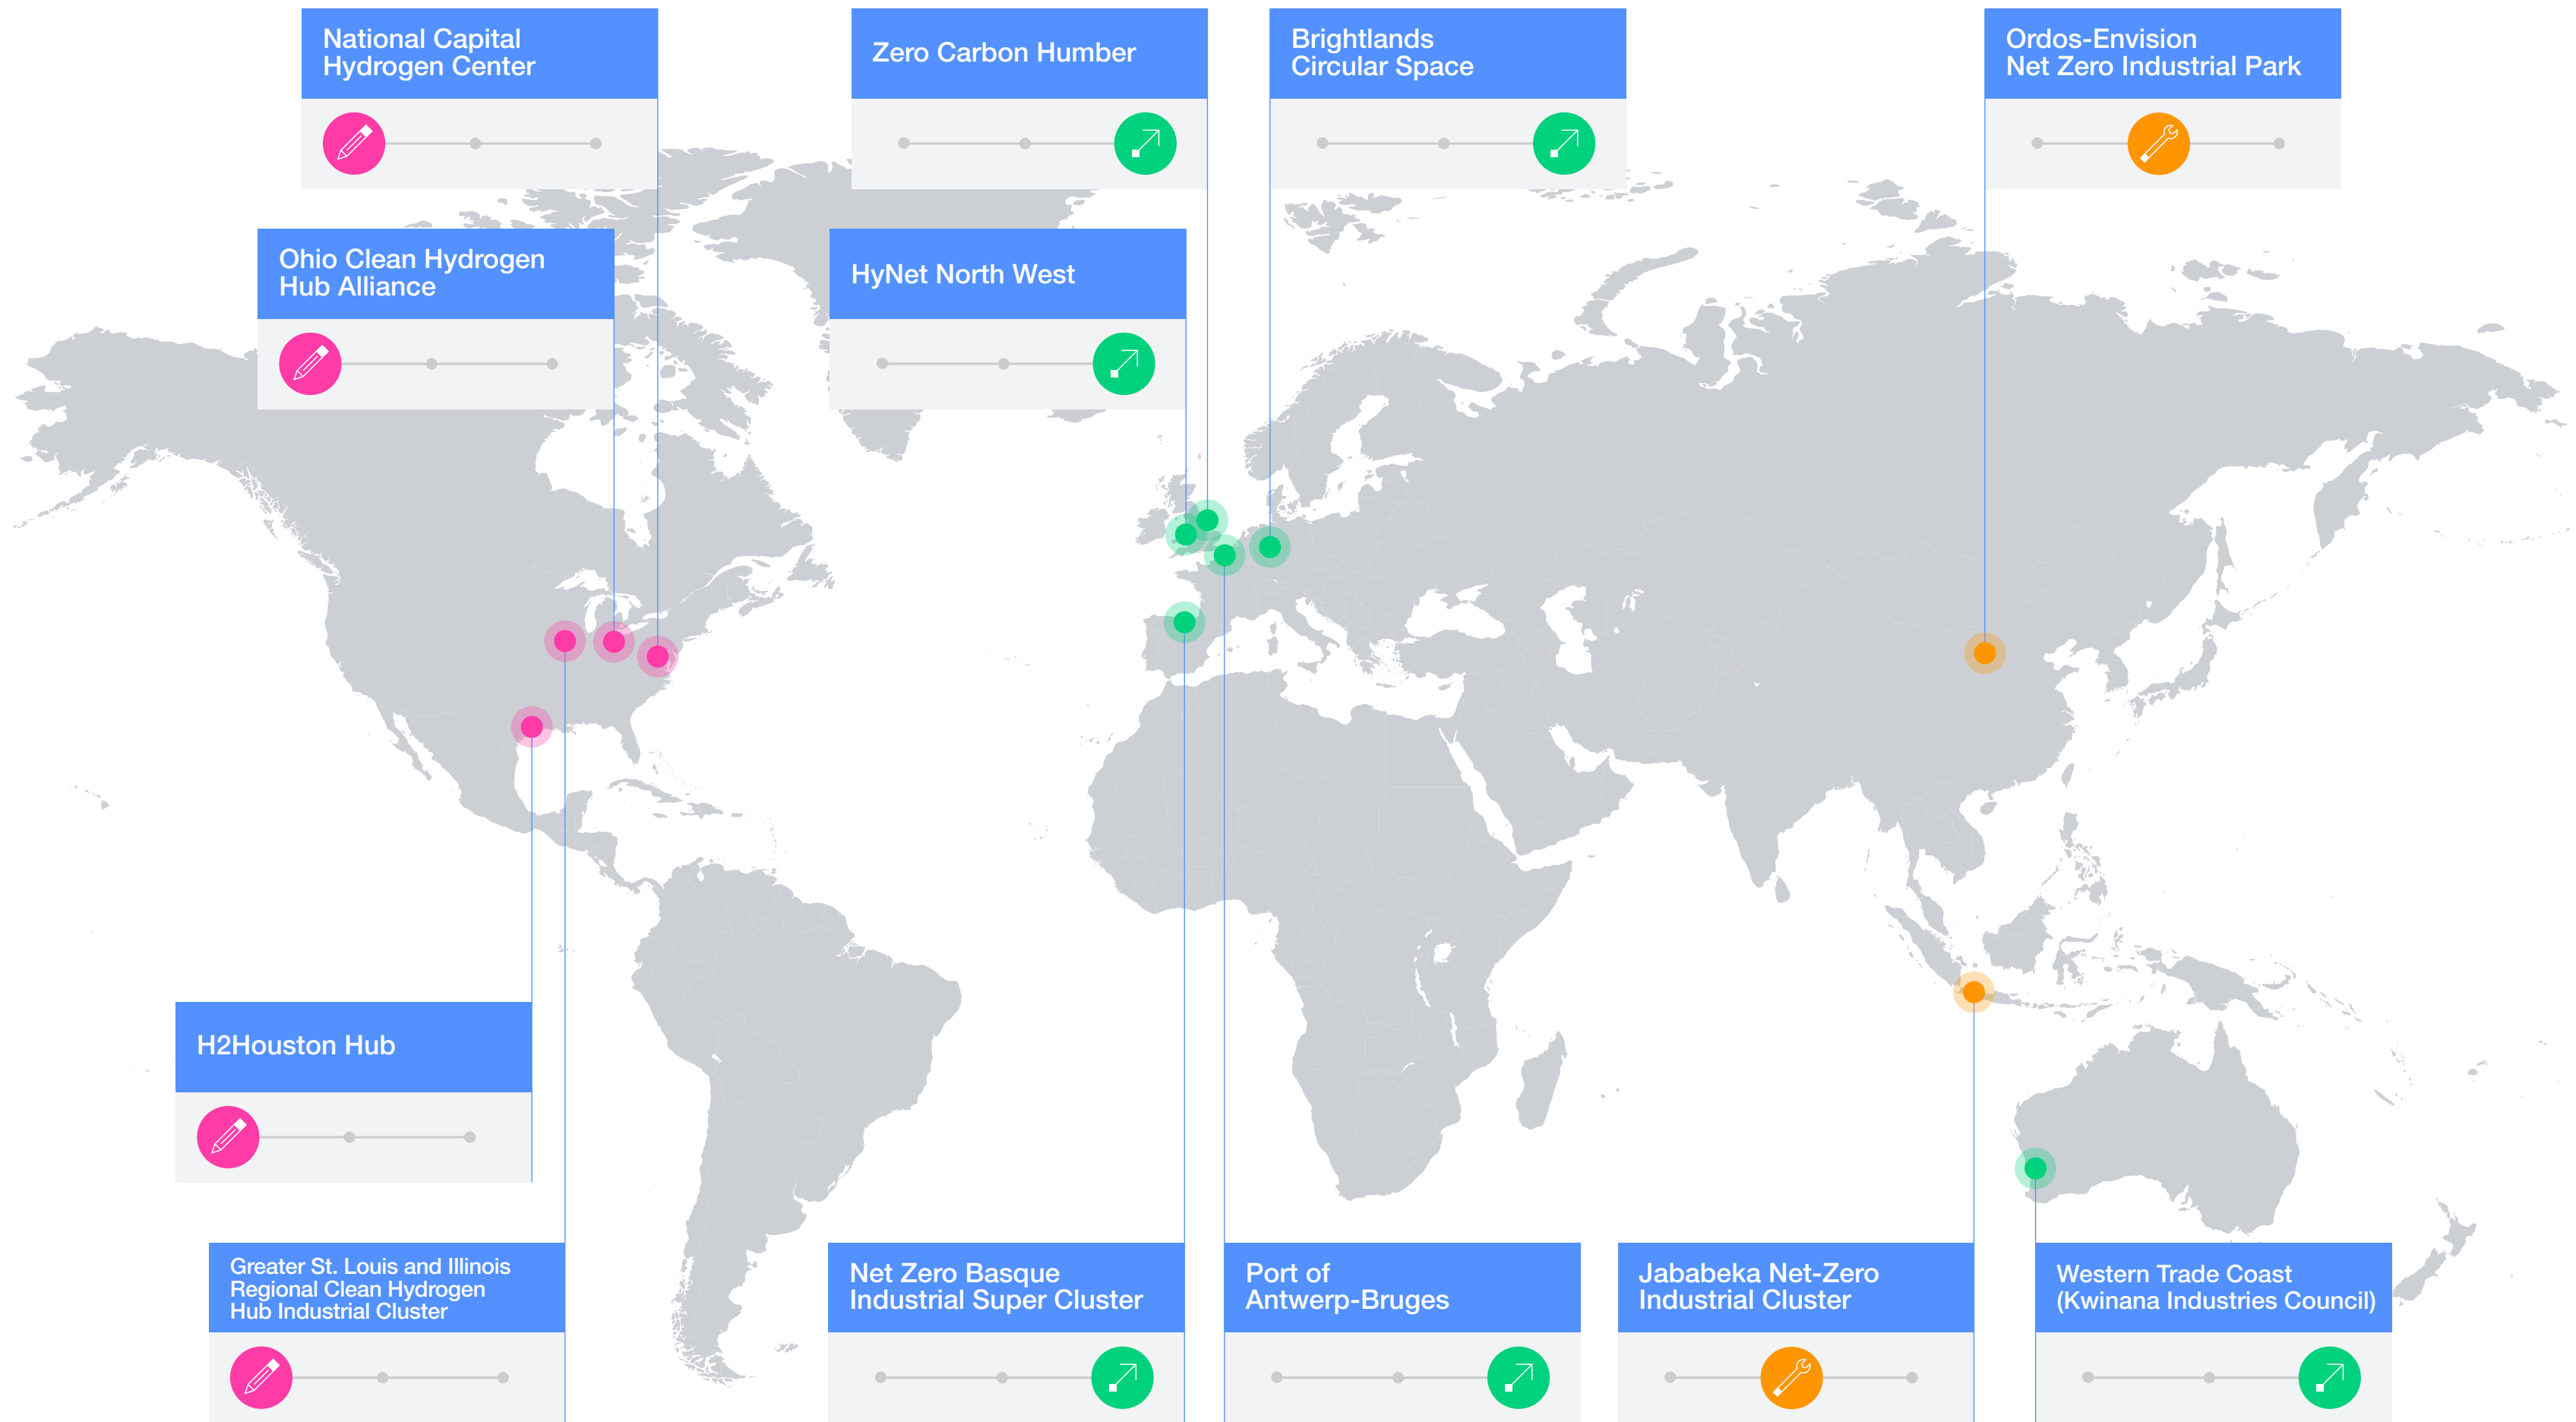 National Capital
Hydrogen Center
Zero Carbon Humber
Brightlands
Circular Space
Ordos-Envision
Net Zero Industrial Park
Ohio Clean Hydrogen
Hub Alliance
HyNet North West
H2Houston Hub
Greater St. Louis and Illinois
Regional Clean Hydrogen
Hub Industrial Cluster
Net Zero Basque
Industrial Super Cluster
Port of
Antwerp-Bruges
Jababeka Net-Zero
Industrial Cluster
Western Trade Coast
(Kwinana Industries Council)